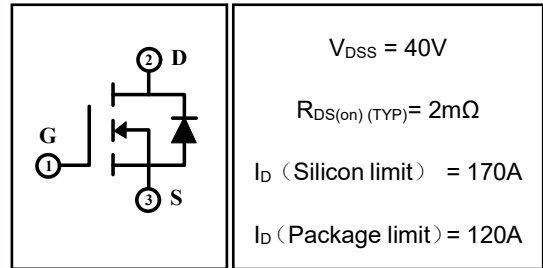 ② D
G
①
③ S
VDSS = 40V
RDS(on) (TYP)= 2mΩ
ID（Silicon limit） = 170A
ID（Package limit）= 120A